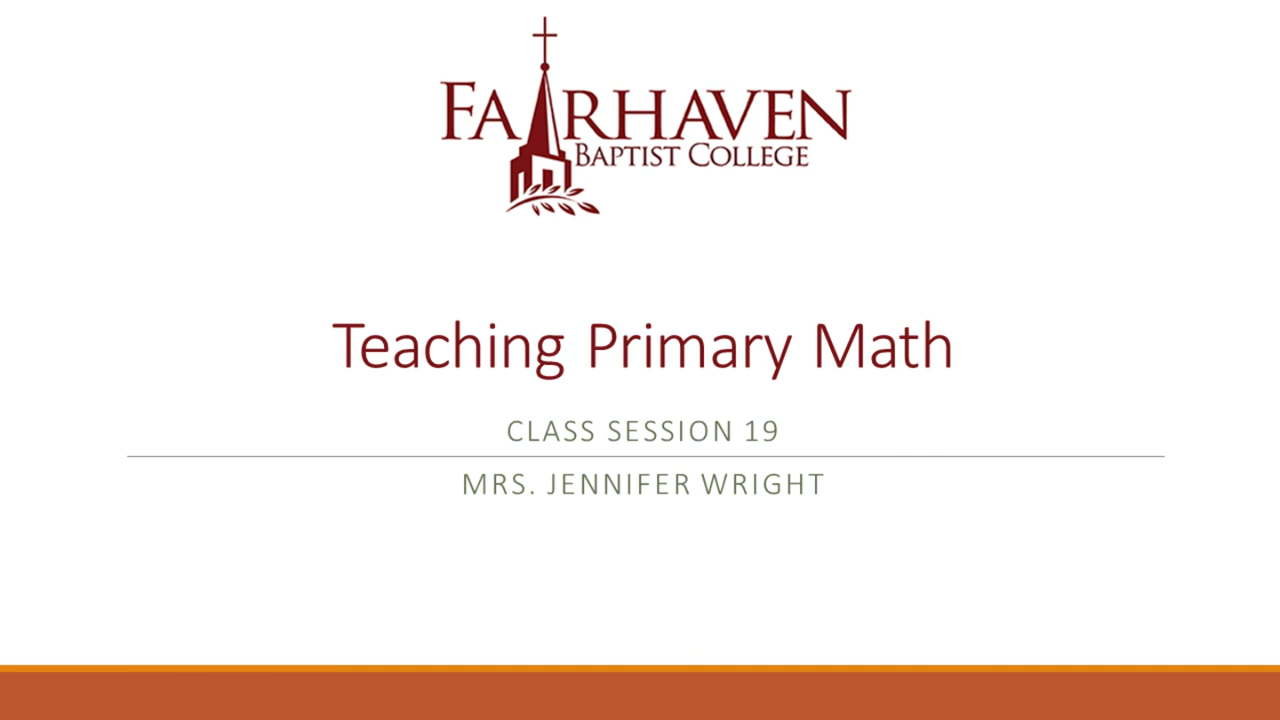 FAIRHAVEN
BAPTIST COLLEGE
Teaching Primary Math
CLASS SESSION 19
MRS. JENNIFER WRIGHT